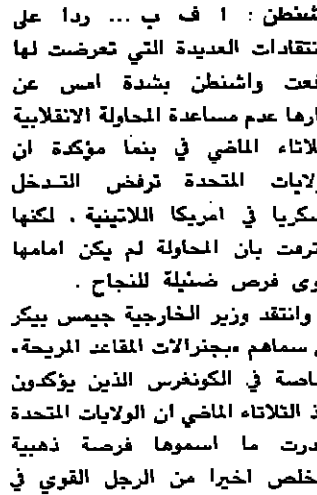 شنطن : ا ف ب ... ردا على
نتقادات العديدة التي تعرضت لها
فعت واشنطن بشدة امس عن
ارها عدم مساعدة المحاولة الانقلابية
لاثاء الماضي في بنما مؤكدة ان
ولايات المتحدة ترفض التدخل
سكريا في امريكا اللاتينية . لكنها
ترفت بان المحاولة لم يكن امامها
وى فرص ضئيلة للنجاح .
وانتقد وزير الخارجية جيمس بيكر
ن سماهم «بجنرالات المقاعد المريحة»
اصة في الكونغرس الذين يؤكدون
ذ الثلاثاء الماضي ان الولايات المتحدة
درت ما اسموها فرصة ذهبية
تخلص اخيرا من الرجل القوي في